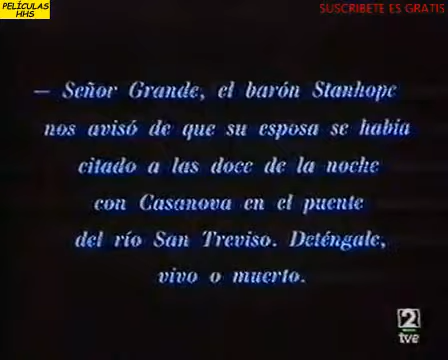 PELÍCULAS
HHS
SUSCRIBETE ES GRATIS
— Señor Grande, el barón Stanhope
nos avisó de que su esposa se había
citado a las doce de la noche
con Casanova en el puente
del río San Treviso. Deténgale,
vivo o muerto.
2
tve